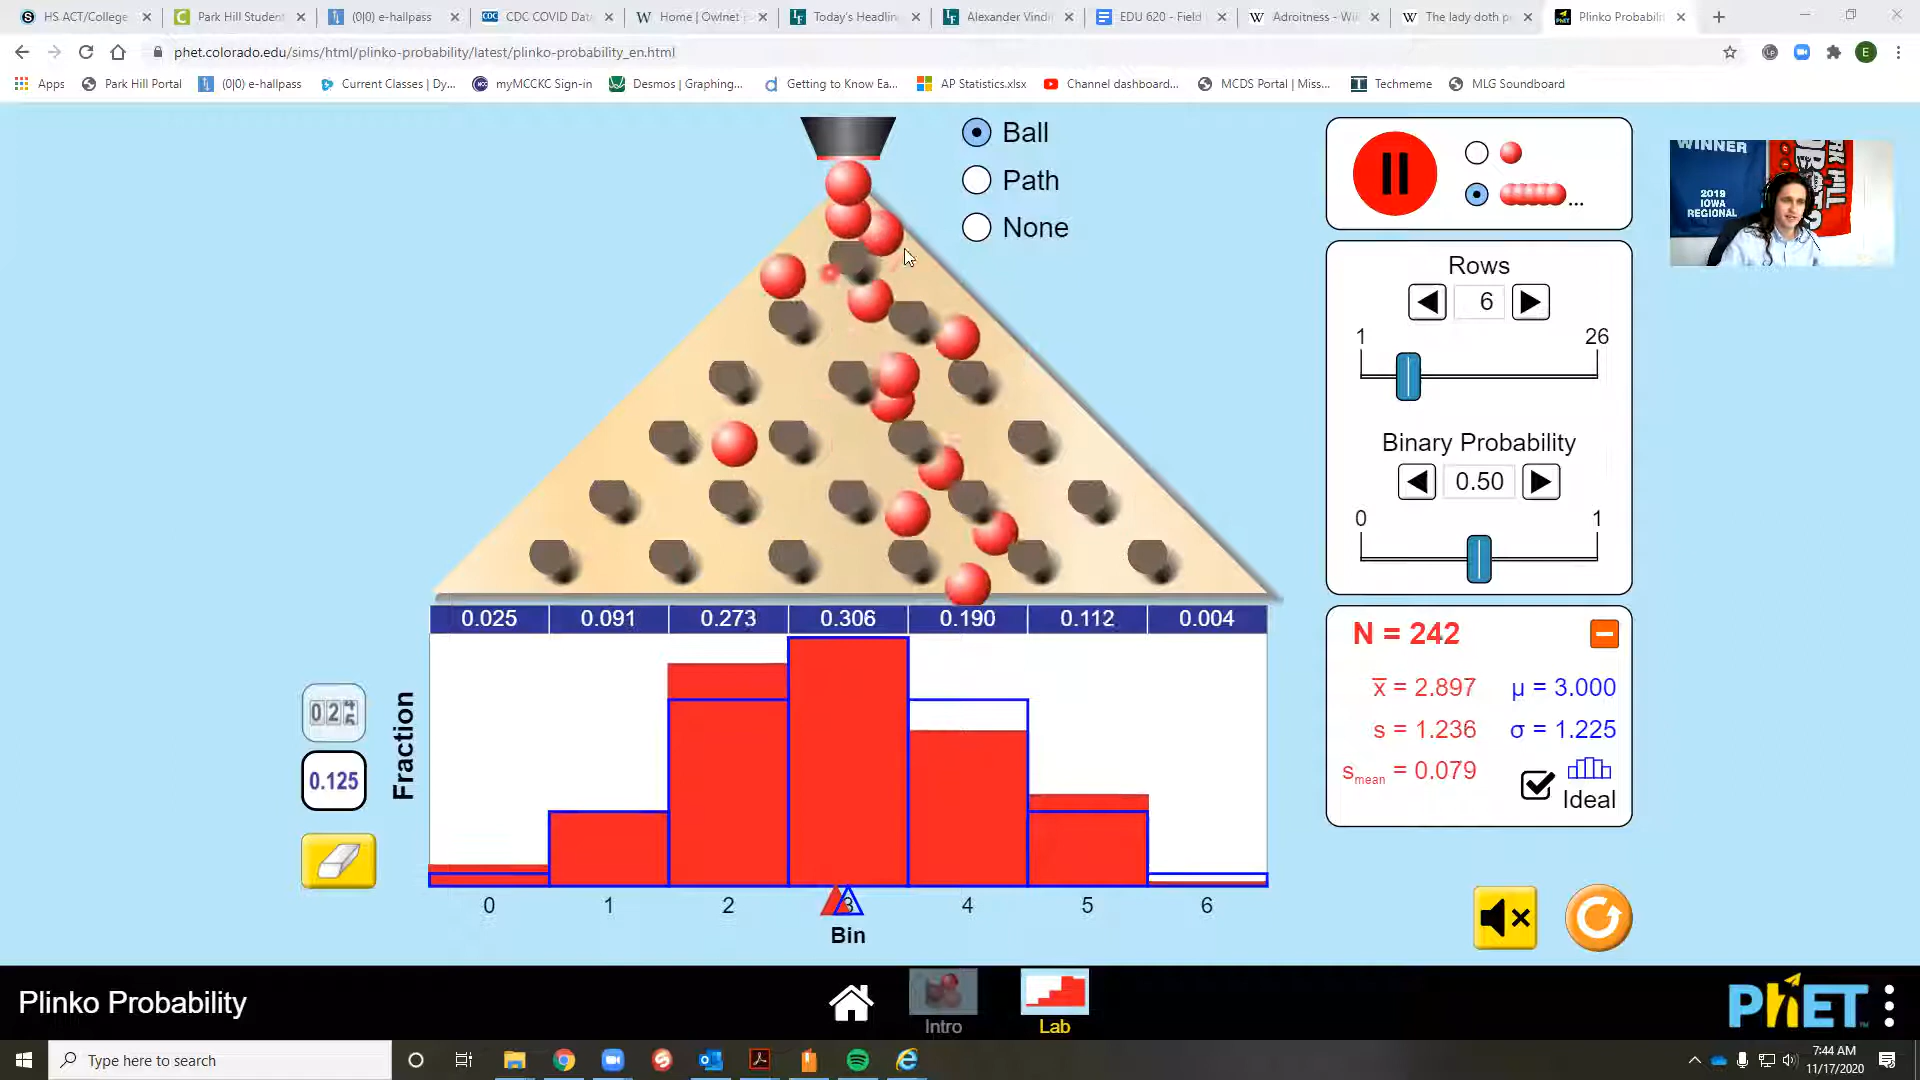 HS ACT/College
Park Hill Student
(0|0) e-hallpass
CDC COVID Dat
Home | Owlnet
Today's Headlin
Alexander Vind
EDU 620 - Field
Adroitness - Wi
The lady doth p
Plinko Probabili
phet.colorado.edu/sims/html/plinko-probability/latest/plinko-probability_en.html
E
Apps
Park Hill Portal
(0|0) e-hallpass
Current Classes | Dy...
myMCCKC Sign-in
Desmos | Graphing...
Getting to Know Ea...
AP Statistics.xlsx
Channel dashboard...
MCDS Portal | Miss...
Techmeme
MLG Soundboard
Ball
Path
None
...
WINNER
2019
IOWA
REGIONAL
Rows
6
1 26
Binary Probability
0.50
0 1
0.025 0.091 0.273 0.306 0.190 0.112 0.004
N = 242
x̅ = 2.897 μ = 3.000
s = 1.236 σ = 1.225
smean = 0.079
Ideal
0.125
Fraction
0 1 2 3 4 5 6
Bin
Plinko Probability
Intro
Lab
PhET
Type here to search
7:44 AM
11/17/2020